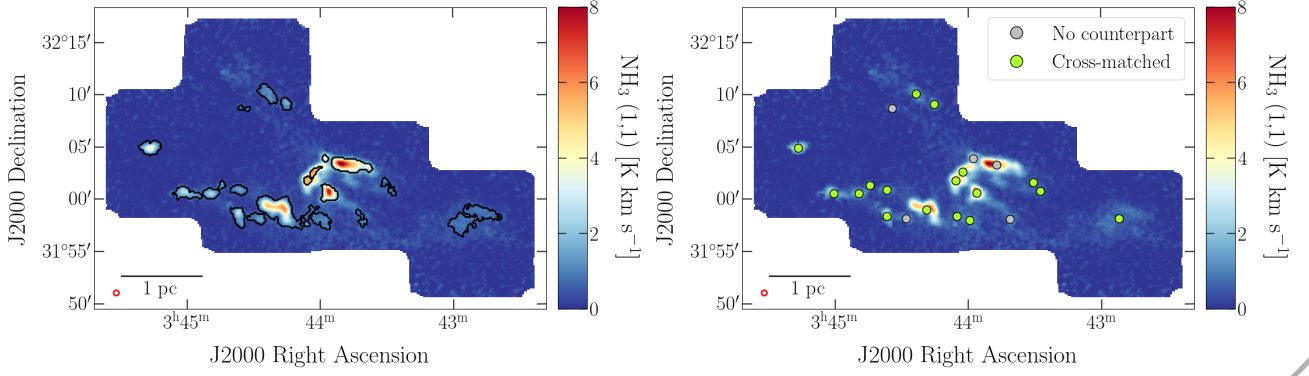 32°15′
10′
05′
00′
31°55′
50′
J2000 Declination
3ʰ45ᵐ
44ᵐ
43ᵐ
J2000 Right Ascension
1 pc
8
6
4
2
0
NH₃ (1,1) [K km s⁻¹]
No counterpart
Cross-matched
32°15′
10′
05′
00′
31°55′
50′
J2000 Declination
3ʰ45ᵐ
44ᵐ
43ᵐ
J2000 Right Ascension
1 pc
8
6
4
2
0
NH₃ (1,1) [K km s⁻¹]